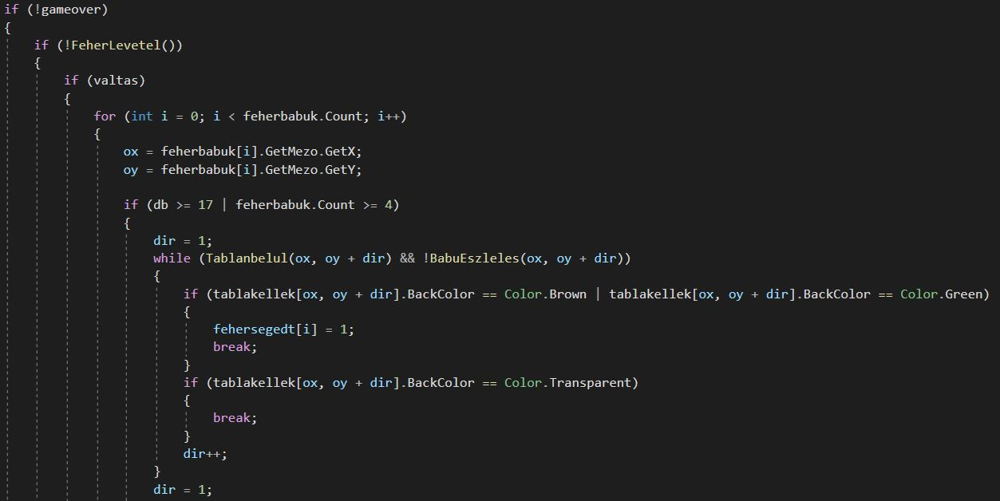 if (!gameover)
{
if (!FeherLevetel())
{
if (valtas)
{
for (int i = 0; i < feherbabuk.Count; i++)
{
ox = feherbabuk[i].GetMezo.GetX;
oy = feherbabuk[i].GetMezo.GetY;
if (db >= 17 | feherbabuk.Count >= 4)
{
dir = 1;
while (Tablanbelul(ox, oy + dir) && !BabuEszleles(ox, oy + dir))
{
if (tablakellek[ox, oy + dir].BackColor == Color.Brown | tablakellek[ox, oy + dir].BackColor == Color.Green)
{
fehersegedt[i] = 1;
break;
}
if (tablakellek[ox, oy + dir].BackColor == Color.Transparent)
{
break;
}
dir++;
}
dir = 1;